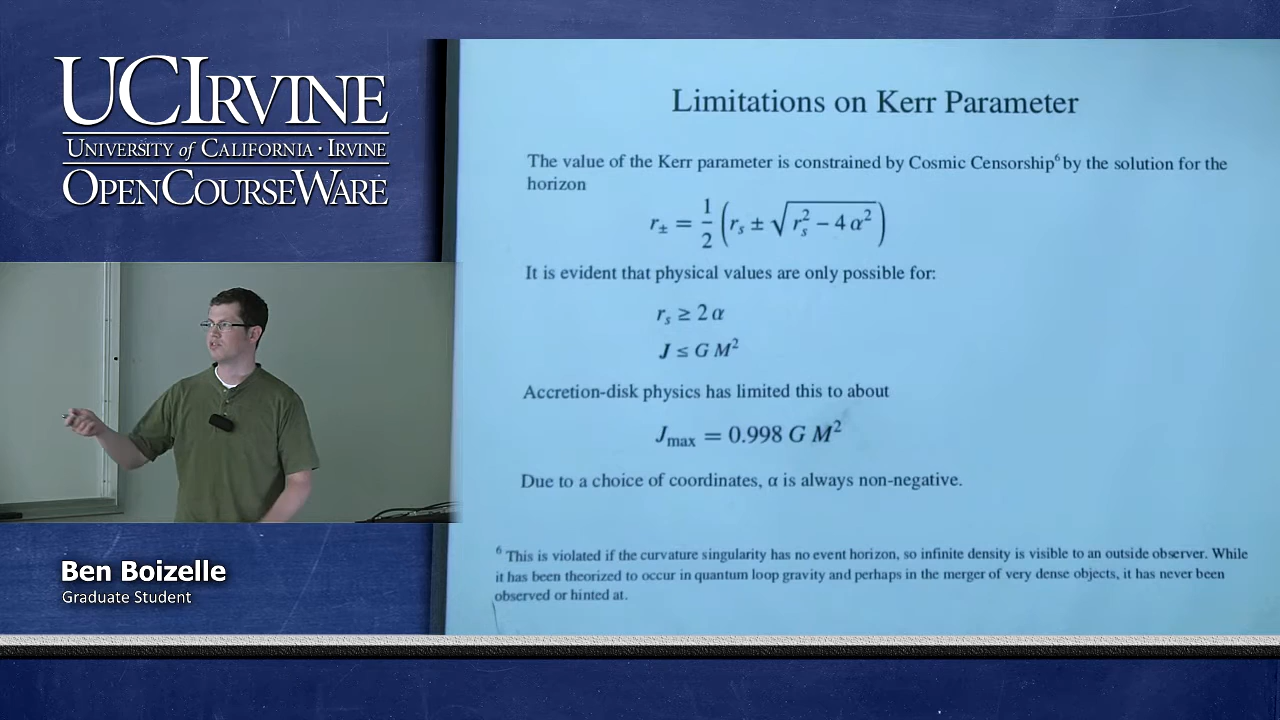 UCIRVINE
UNIVERSITY of CALIFORNIA · IRVINE
OPENCOURSEWARE
Limitations on Kerr Parameter
The value of the Kerr parameter is constrained by Cosmic Censorship⁶ by the solution for the
horizon
r± = 1/2 (r_s ± √(r_s² − 4 α²))
It is evident that physical values are only possible for:
r_s ≥ 2 α
J ≤ G M²
Accretion-disk physics has limited this to about
J_max = 0.998 G M²
Due to a choice of coordinates, α is always non-negative.
⁶ This is violated if the curvature singularity has no event horizon, so infinite density is visible to an outside observer. While
it has been theorized to occur in quantum loop gravity and perhaps in the merger of very dense objects, it has never been
observed or hinted at.
Ben Boizelle
Graduate Student